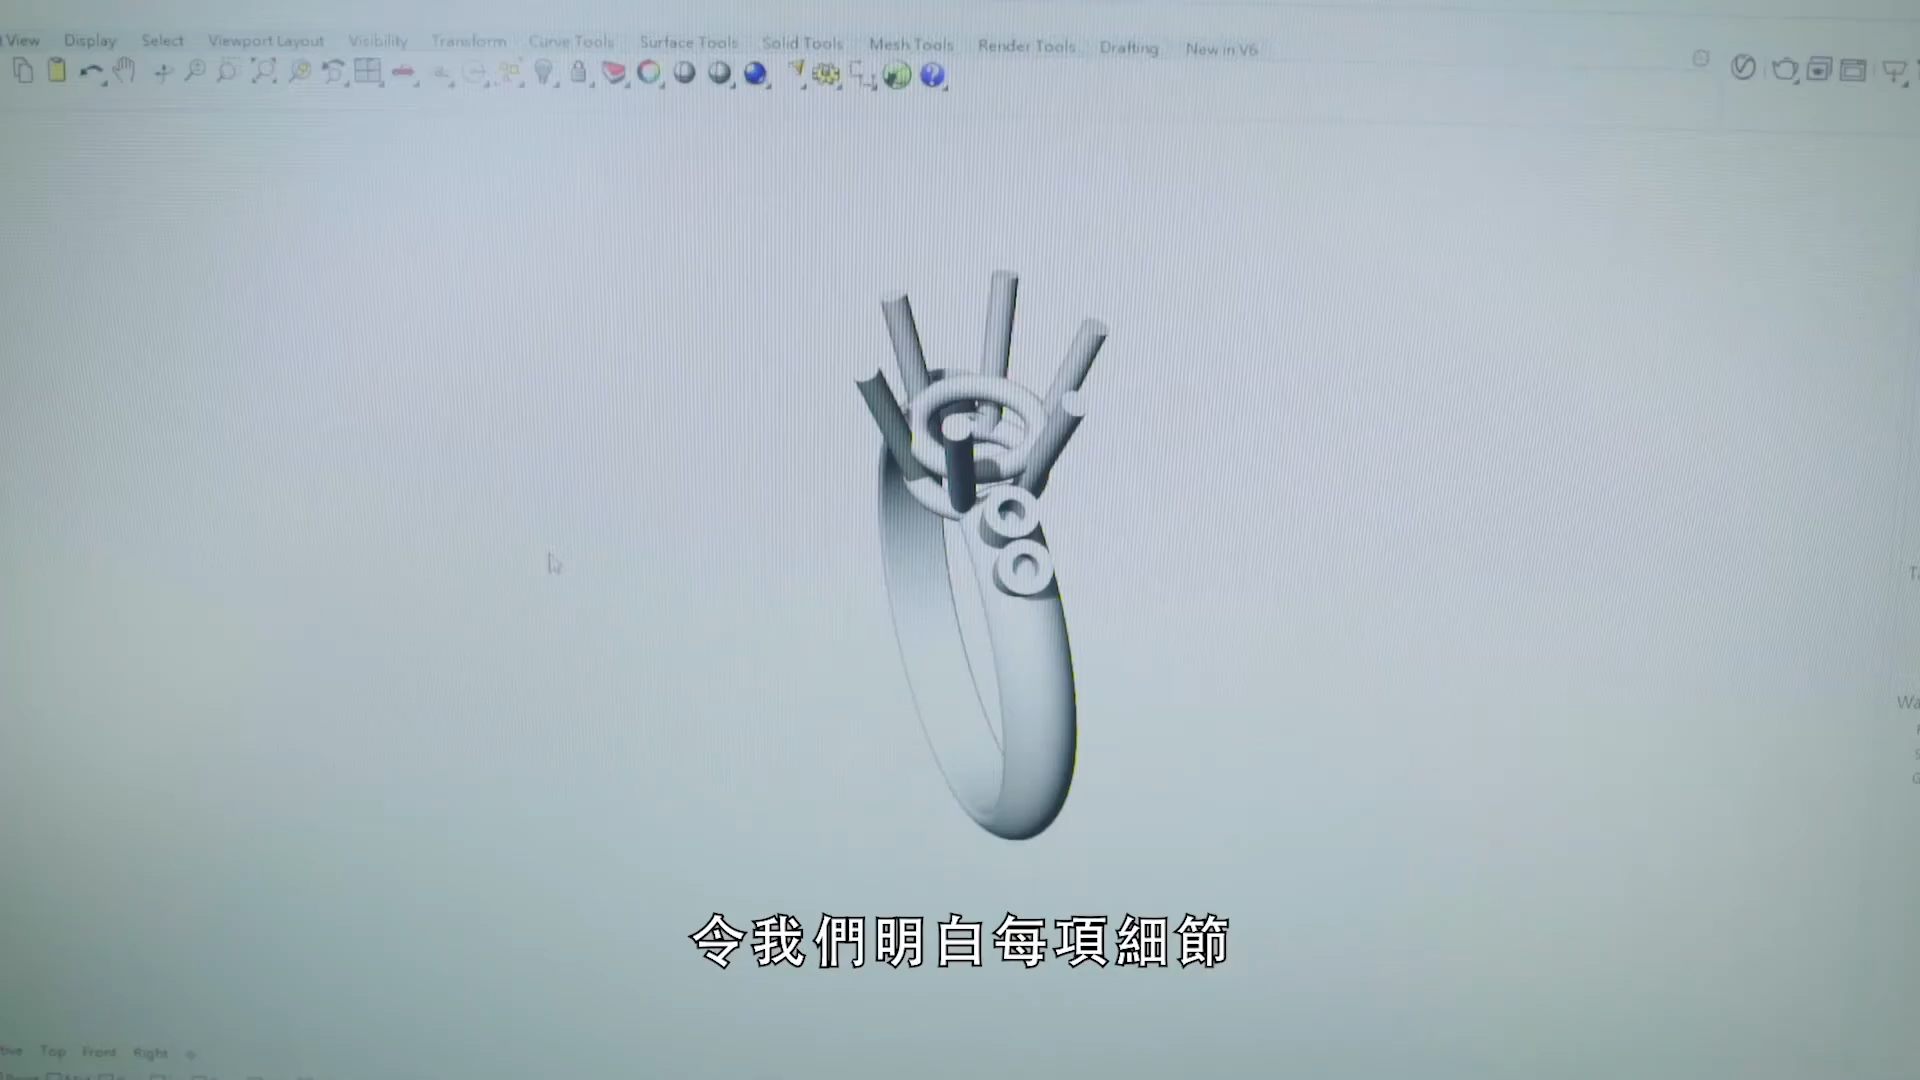 View Display Select Viewport Layout Visibility Transform Curve Tools Surface Tools Solid Tools Mesh Tools Render Tools Drafting New in V6
令我們明白每項細節
Top Front Right